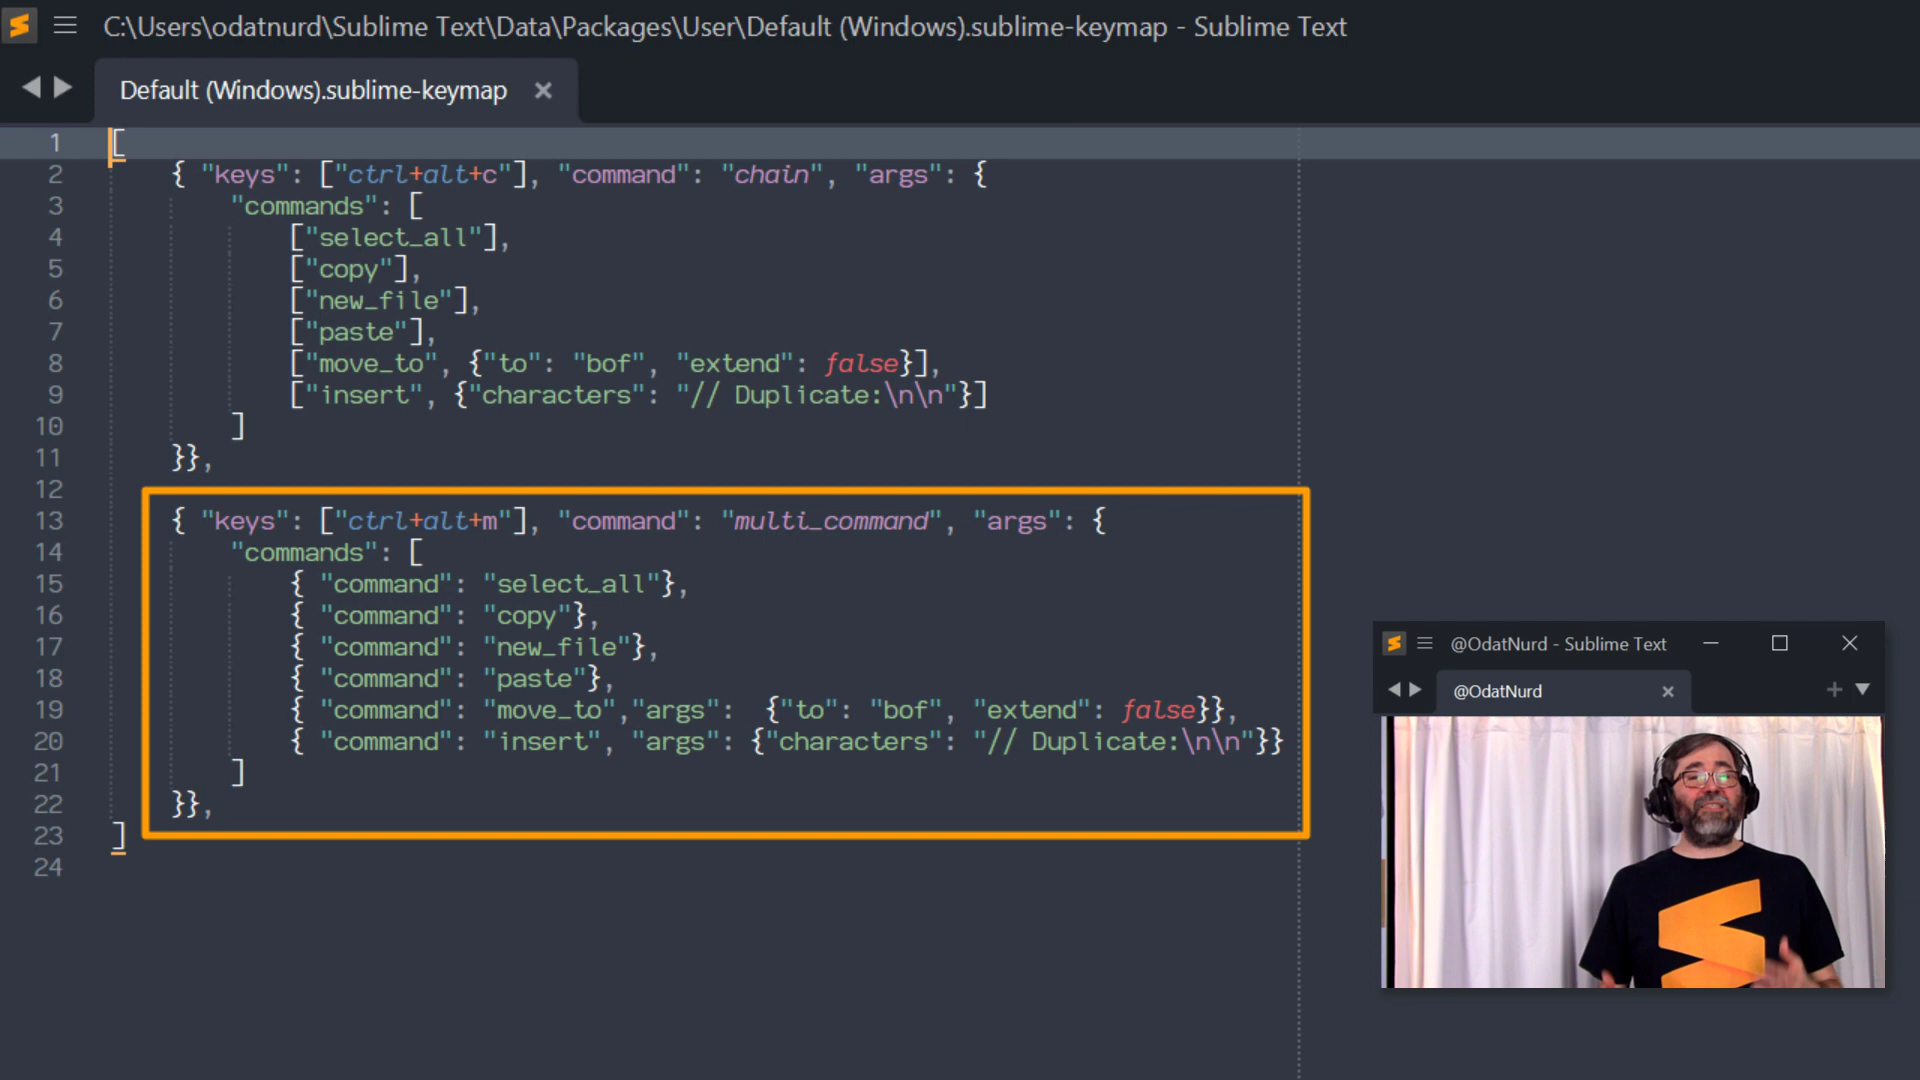 C:\Users\odatnurd\Sublime Text\Data\Packages\User\Default (Windows).sublime-keymap - Sublime Text
Default (Windows).sublime-keymap
1 [
2 { "keys": ["ctrl+alt+c"], "command": "chain", "args": {
3 "commands": [
4 ["select_all"],
5 ["copy"],
6 ["new_file"],
7 ["paste"],
8 ["move_to", {"to": "bof", "extend": false}],
9 ["insert", {"characters": "// Duplicate:\n\n"}]
10 ]
11 }},
12
13 { "keys": ["ctrl+alt+m"], "command": "multi_command", "args": {
14 "commands": [
15 { "command": "select_all"},
16 { "command": "copy"},
17 { "command": "new_file"},
18 { "command": "paste"},
19 { "command": "move_to","args":  {"to": "bof", "extend": false}},
20 { "command": "insert", "args": {"characters": "// Duplicate:\n\n"}}
21 ]
22 }},
23 ]
24
@OdatNurd - Sublime Text
@OdatNurd